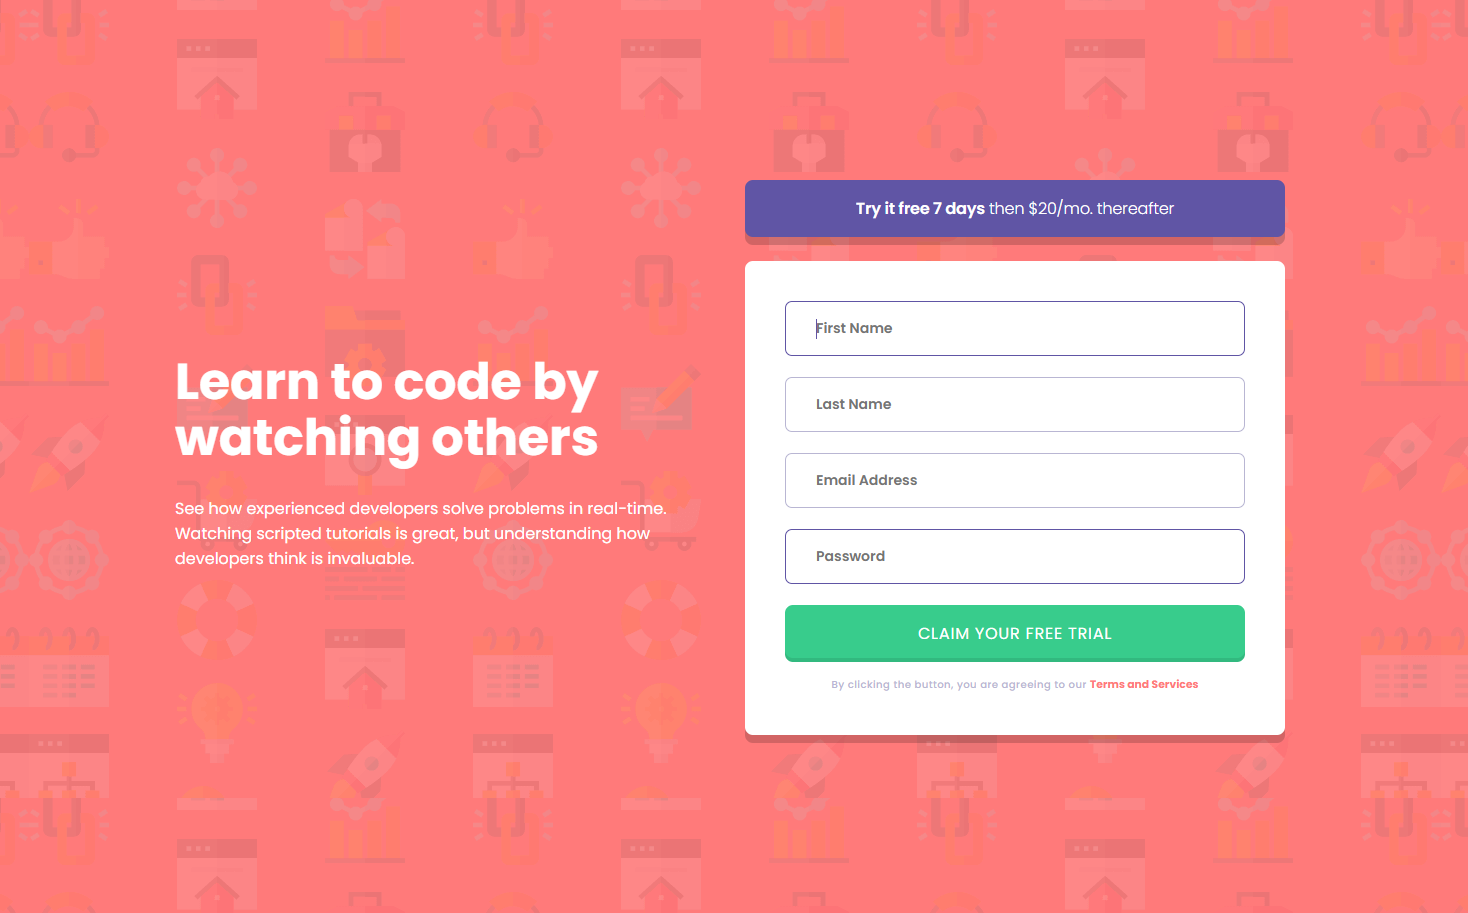 Learn to code by
watching others
See how experienced developers solve problems in real-time.
Watching scripted tutorials is great, but understanding how
developers think is invaluable.
Try it free 7 days then $20/mo. thereafter
First Name
Last Name
Email Address
Password
CLAIM YOUR FREE TRIAL
By clicking the button, you are agreeing to our Terms and Services